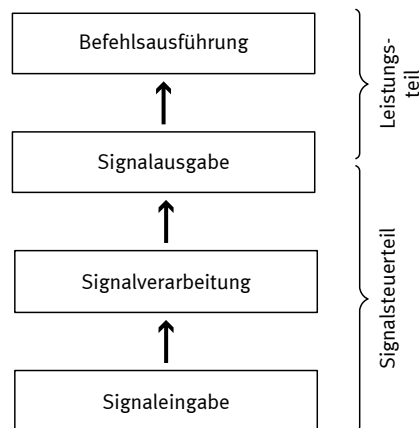 Befehlsausführung
Leistungs-
teil
Signalausgabe
Signalverarbeitung
Signalsteuerteil
Signaleingabe